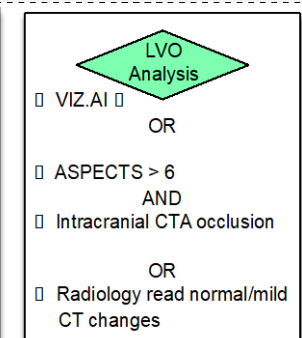 LVO
Analysis
▯ VIZ.AI ▯
OR
▯ ASPECTS > 6
AND
▯ Intracranial CTA occlusion
OR
▯ Radiology read normal/mild
CT changes